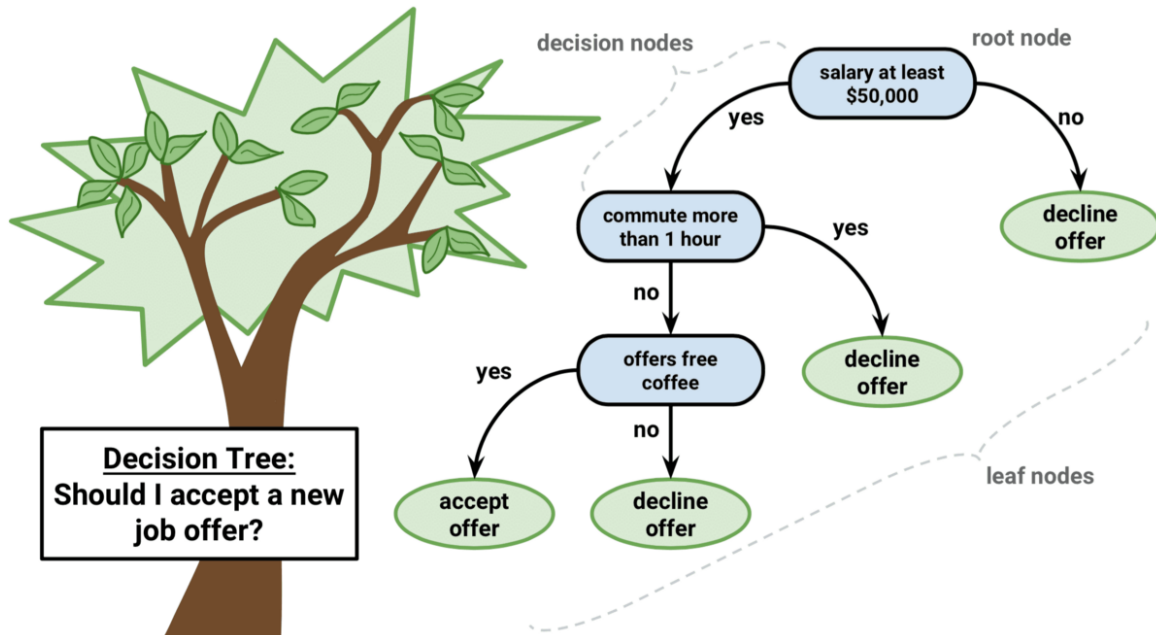 decision nodes
root node
salary at least
$50,000
yes
no
commute more
than 1 hour
decline
offer
yes
no
offers free
coffee
decline
offer
yes
no
Decision Tree:
Should I accept a new
job offer?
leaf nodes
accept
offer
decline
offer